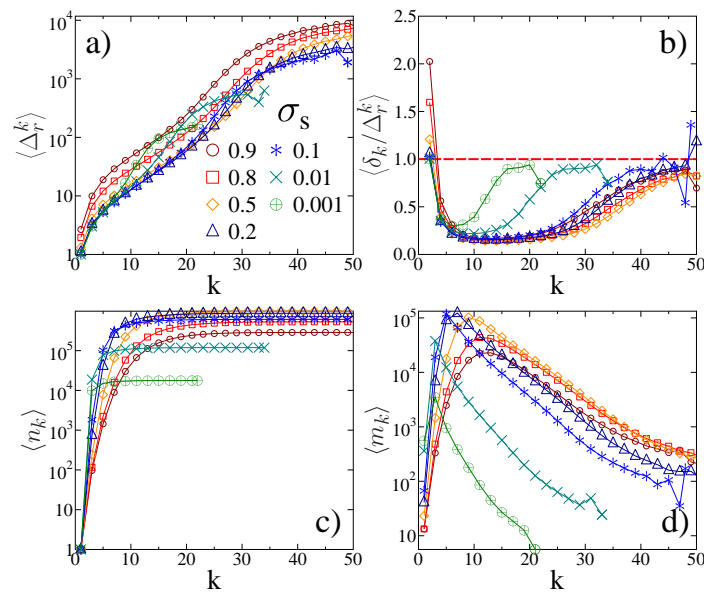 a)
⟨Δ_r^k⟩
10^4
10^3
10^2
10
1
0 10 20 30 40 50
k
σ_s
0.9 0.1
0.8 0.01
0.5 0.001
0.2
b)
⟨δ_k/Δ_r^k⟩
2.5
2.0
1.5
1.0
0.5
0.0
0 10 20 30 40 50
k
c)
⟨n_k⟩
10^5
10^4
10^3
10^2
10
1
0 10 20 30 40 50
k
d)
⟨m_k⟩
10^5
10^4
10^3
10^2
10
0 10 20 30 40 50
k